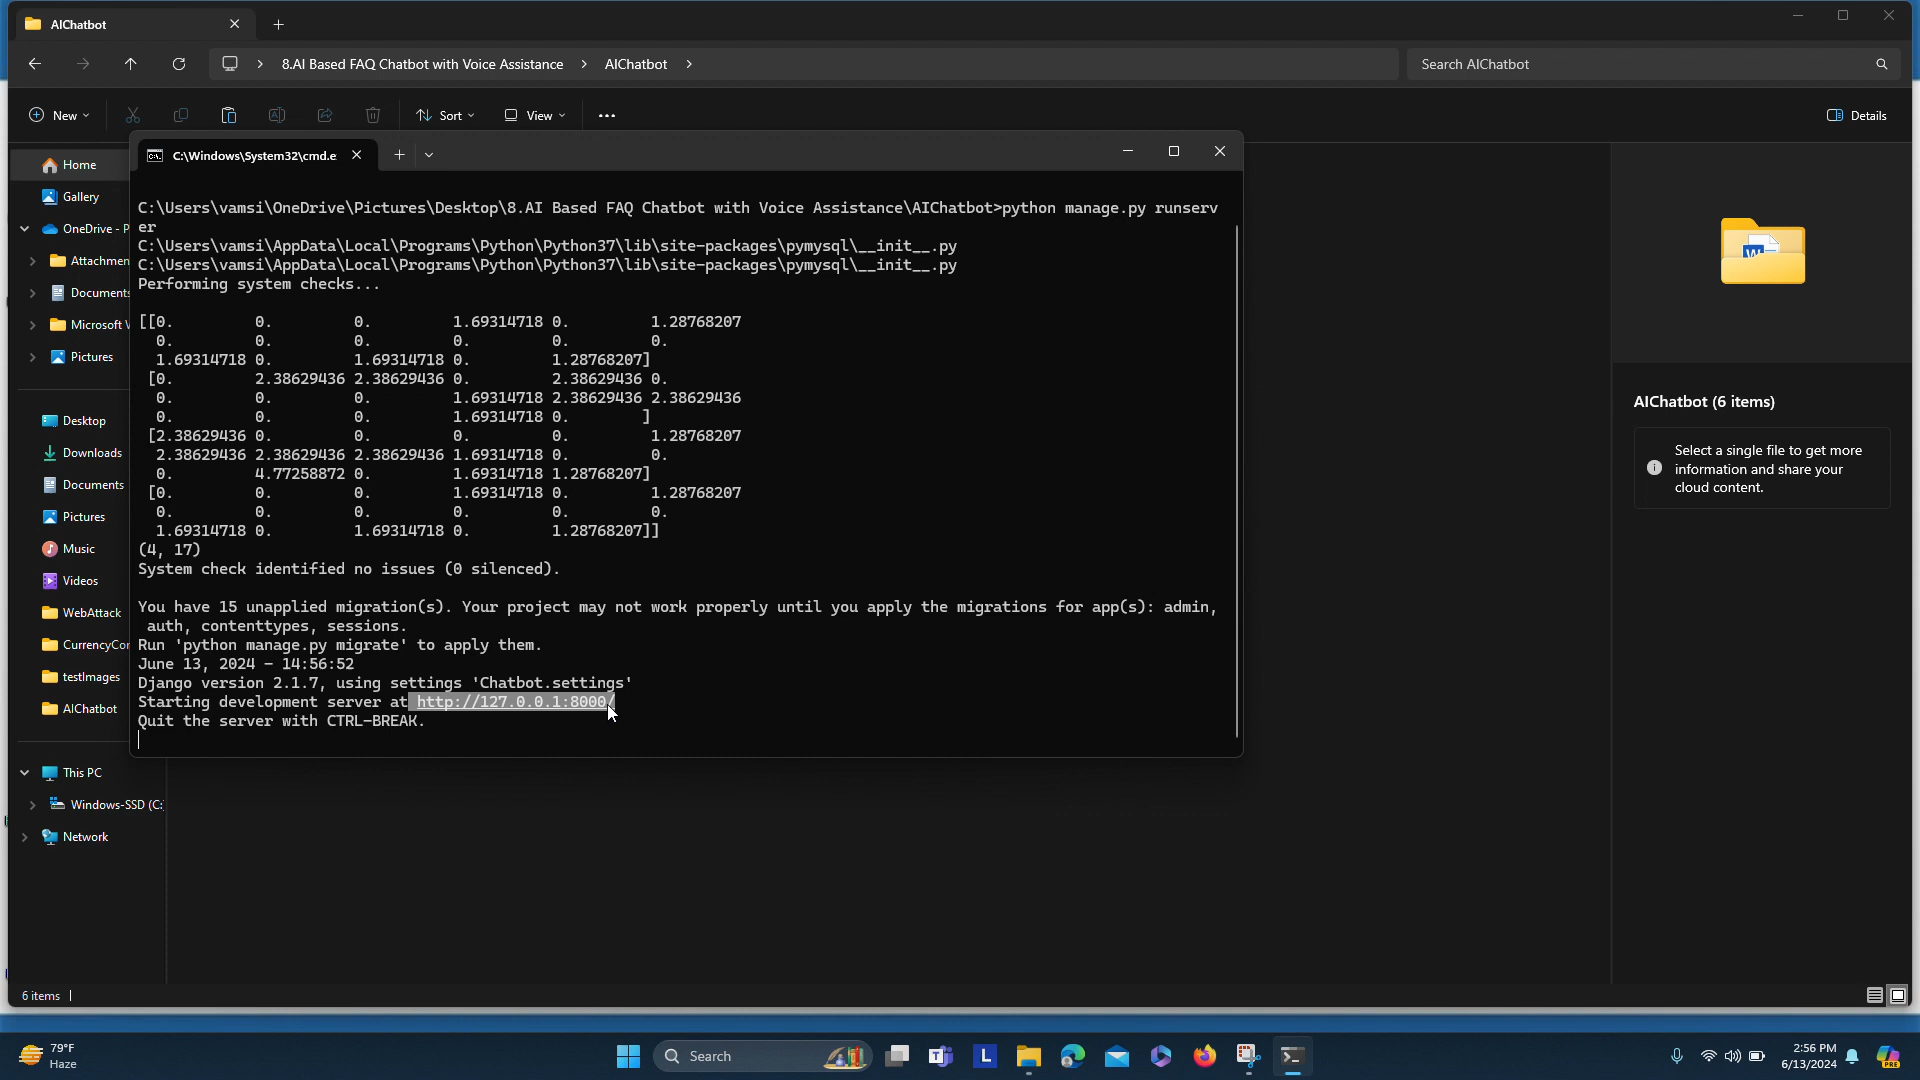 AIChatbot
8.AI Based FAQ Chatbot with Voice Assistance > AIChatbot >
Search AIChatbot
New
Sort
View
Details
C:\Windows\System32\cmd.e
Home
Gallery
OneDrive - P
Attachmen
Documents
Microsoft V
Pictures
Desktop
Downloads
Documents
Pictures
Music
Videos
WebAttack
CurrencyCor
testImages
AIChatbot
This PC
Windows-SSD (C:)
Network
C:\Users\vamsi\OneDrive\Pictures\Desktop\8.AI Based FAQ Chatbot with Voice Assistance\AIChatbot>python manage.py runserv
er
C:\Users\vamsi\AppData\Local\Programs\Python\Python37\lib\site-packages\pymysql\__init__.py
C:\Users\vamsi\AppData\Local\Programs\Python\Python37\lib\site-packages\pymysql\__init__.py
Performing system checks...
[[0. 0. 0. 1.69314718 0. 1.28768207
0. 0. 0. 0. 0. 0.
1.69314718 0. 1.69314718 0. 1.28768207]
[0. 2.38629436 2.38629436 0. 2.38629436 0.
0. 0. 0. 1.69314718 2.38629436 2.38629436
0. 0. 0. 1.69314718 0. ]
[2.38629436 0. 0. 0. 0. 1.28768207
2.38629436 2.38629436 2.38629436 1.69314718 0. 0.
0. 4.77258872 0. 1.69314718 1.28768207]
[0. 0. 0. 1.69314718 0. 1.28768207
0. 0. 0. 0. 0. 0.
1.69314718 0. 1.69314718 0. 1.28768207]]
(4, 17)
System check identified no issues (0 silenced).
You have 15 unapplied migration(s). Your project may not work properly until you apply the migrations for app(s): admin,
auth, contenttypes, sessions.
Run 'python manage.py migrate' to apply them.
June 13, 2024 - 14:56:52
Django version 2.1.7, using settings 'Chatbot.settings'
Starting development server at http://127.0.0.1:8000/
Quit the server with CTRL-BREAK.
AIChatbot (6 items)
Select a single file to get more
information and share your
cloud content.
6 items
79°F
Haze
Search
2:56 PM
6/13/2024